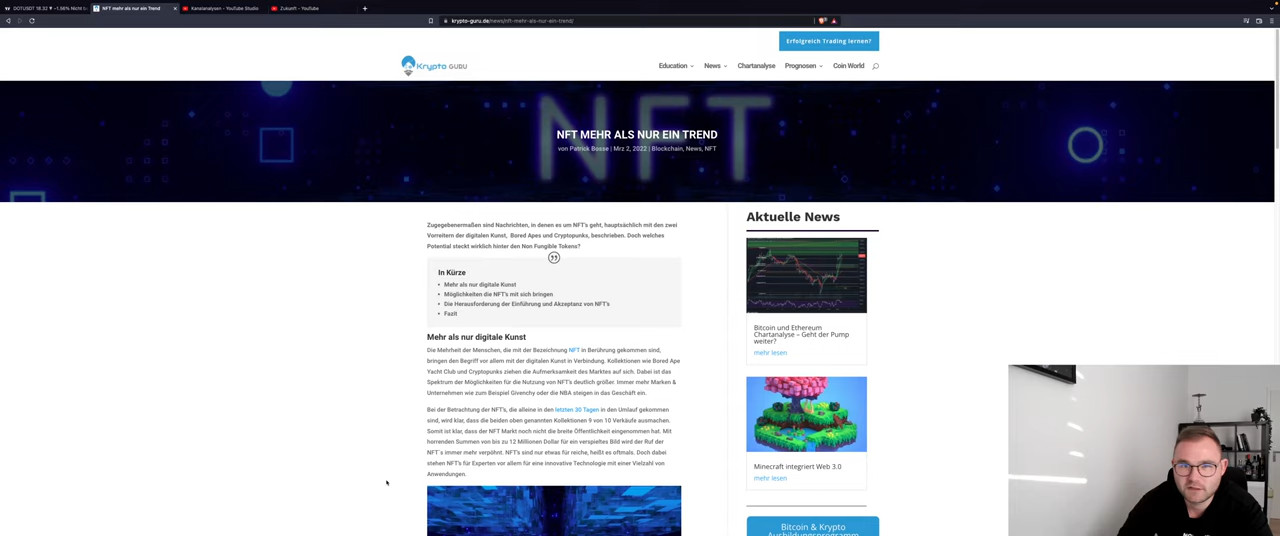 DOTUSDT 18.32 ▼ −1.56% Nicht b
NFT mehr als nur ein Trend
Kanalanalysen - YouTube Studio
Zukunft - YouTube
krypto-guru.de/news/nft-mehr-als-nur-ein-trend/
Erfolgreich Trading lernen?
Krypto GURU
Education
News
Chartanalyse
Prognosen
Coin World
NFT
NFT MEHR ALS NUR EIN TREND
von Patrick Bosse | Mrz 2, 2022 | Blockchain, News, NFT
Zugegebenermaßen sind Nachrichten, in denen es um NFT's geht, hauptsächlich mit den zwei
Vorreitern der digitalen Kunst, Bored Apes und Cryptopunks, beschrieben. Doch welches
Potential steckt wirklich hinter den Non Fungible Tokens?
In Kürze
• Mehr als nur digitale Kunst
• Möglichkeiten die NFT's mit sich bringen
• Die Herausforderung der Einführung und Akzeptanz von NFT's
• Fazit
Mehr als nur digitale Kunst
Die Mehrheit der Menschen, die mit der Bezeichnung NFT in Berührung gekommen sind,
bringen den Begriff vor allem mit der digitalen Kunst in Verbindung. Kollektionen wie Bored Ape
Yacht Club und Cryptopunks ziehen die Aufmerksamkeit des Marktes auf sich. Dabei ist das
Spektrum der Möglichkeiten für die Nutzung von NFT's deutlich größer. Immer mehr Marken &
Unternehmen wie zum Beispiel Givenchy oder die NBA steigen in das Geschäft ein.
Bei der Betrachtung der NFT's, die alleine in den letzten 30 Tagen in den Umlauf gekommen
sind, wird klar, dass die beiden oben genannten Kollektionen 9 von 10 Verkäufe ausmachen.
Somit ist klar, dass der NFT Markt noch nicht die breite Öffentlichkeit eingenommen hat. Mit
horrenden Summen von bis zu 12 Millionen Dollar für ein verspieltes Bild wird der Ruf der
NFT´s immer mehr verpöhnt. NFT's sind nur etwas für reiche, heißt es oftmals. Doch dabei
stehen NFT's für Experten vor allem für eine innovative Technologie mit einer Vielzahl von
Anwendungen.
Aktuelle News
Bitcoin und Ethereum
Chartanalyse – Geht der Pump
weiter?
mehr lesen
Minecraft integriert Web 3.0
mehr lesen
Bitcoin & Krypto
Ausbildungsprogramm